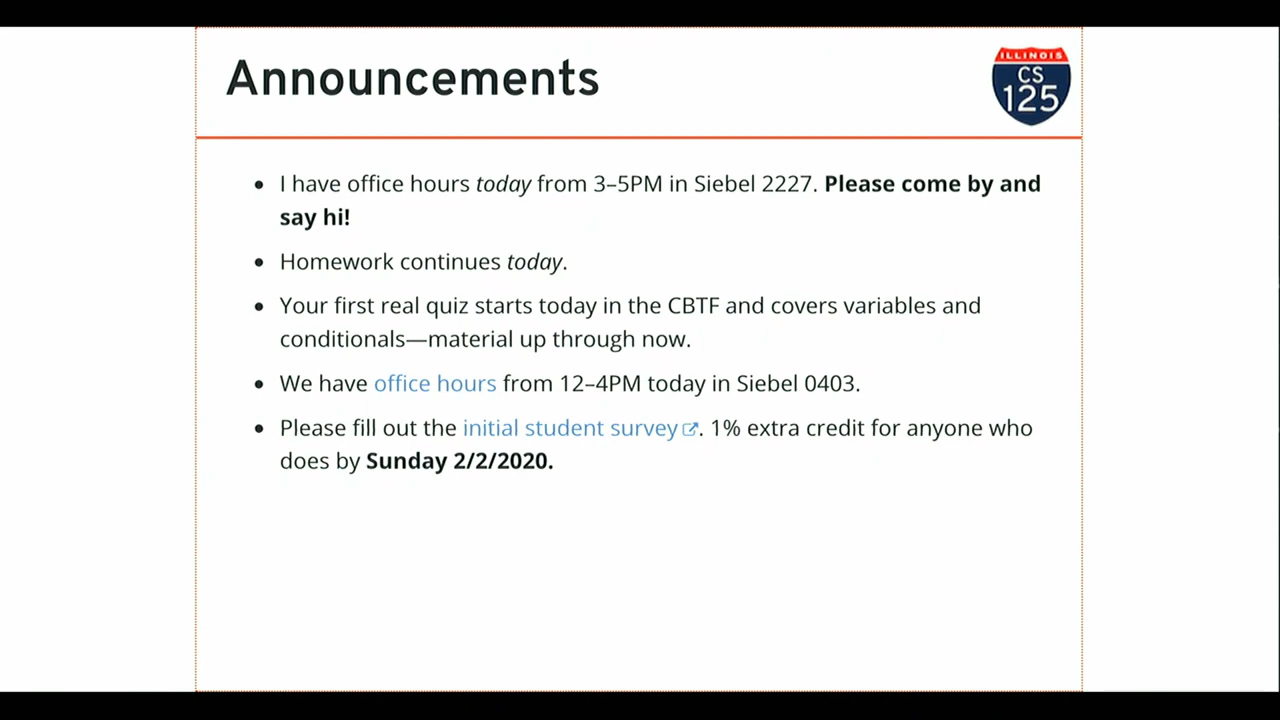 Announcements
ILLINOIS
CS
125
• I have office hours today from 3–5PM in Siebel 2227. Please come by and
say hi!
• Homework continues today.
• Your first real quiz starts today in the CBTF and covers variables and
conditionals—material up through now.
• We have office hours from 12–4PM today in Siebel 0403.
• Please fill out the initial student survey. 1% extra credit for anyone who
does by Sunday 2/2/2020.